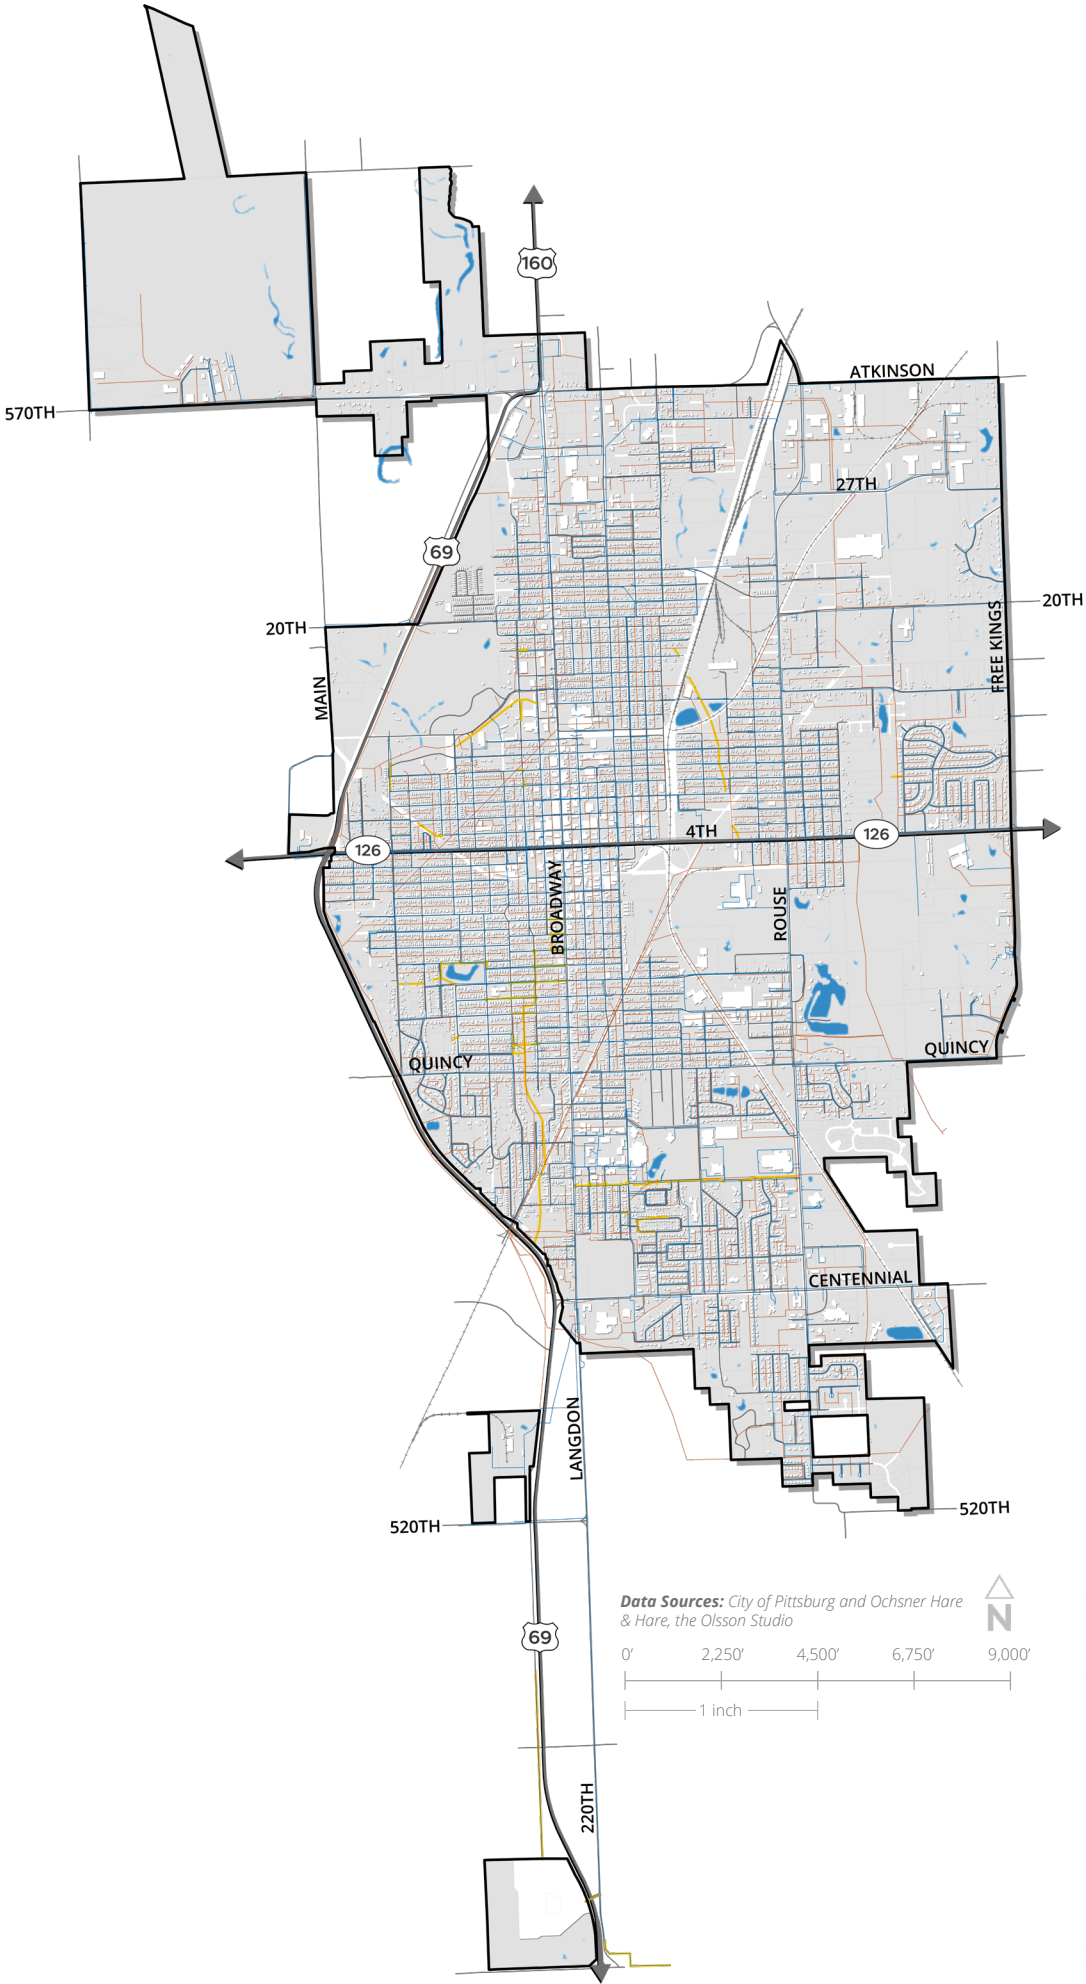 160
ATKINSON
570TH
27TH
69
20TH
20TH
FREE KINGS
MAIN
4TH
126
126
BROADWAY
ROUSE
QUINCY
QUINCY
CENTENNIAL
LANGDON
520TH
520TH
Data Sources: City of Pittsburg and Ochsner Hare
& Hare, the Olsson Studio
N
0' 2,250' 4,500' 6,750' 9,000'
1 inch
69
220TH